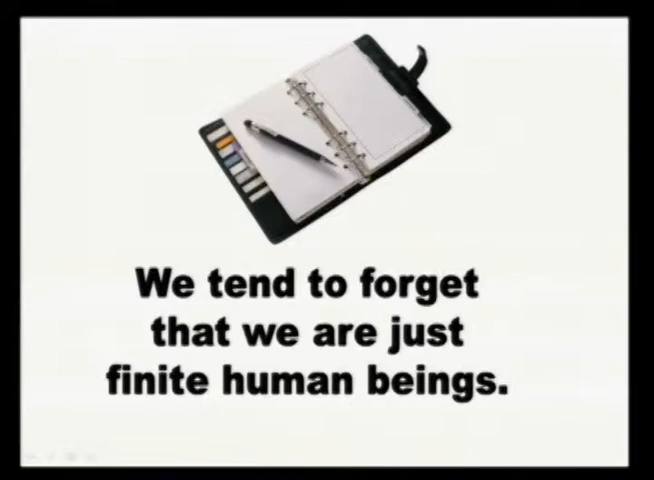 We tend to forget
that we are just
finite human beings.